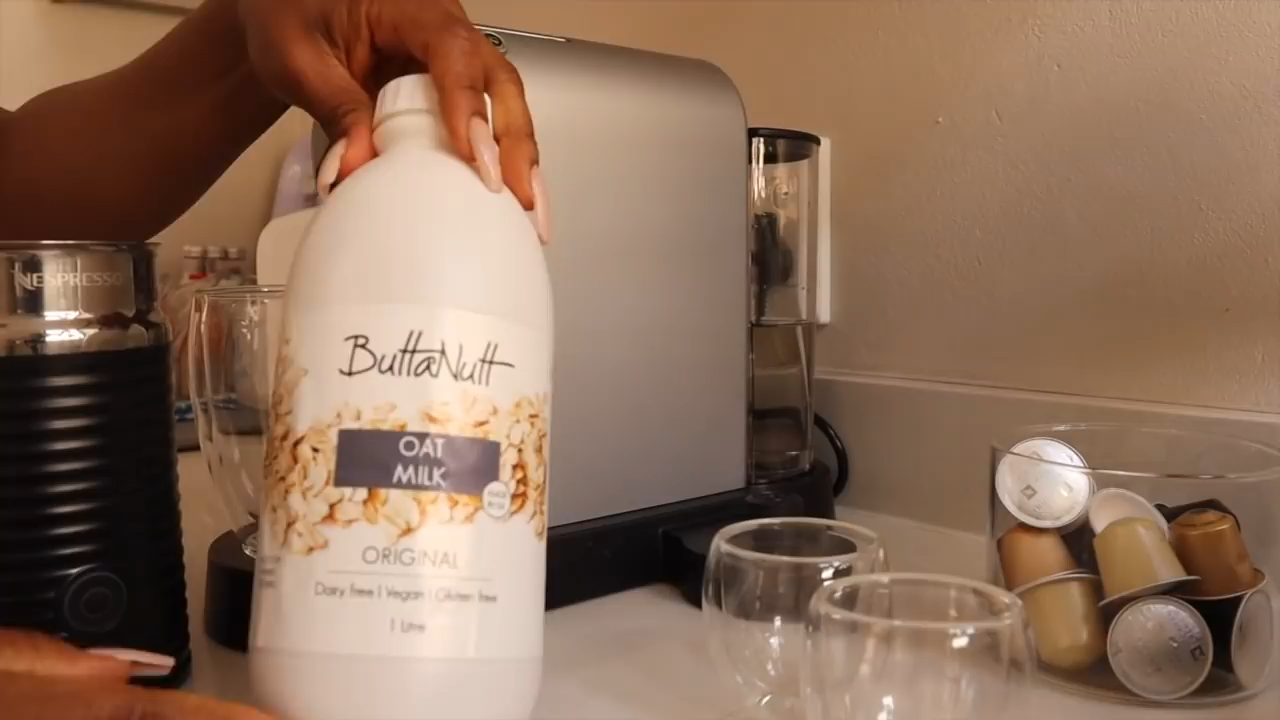 NESPRESSO
ButtaNutt
OAT
MILK
ORIGINAL
Dairy free | Vegan | Gluten free
1 Litre